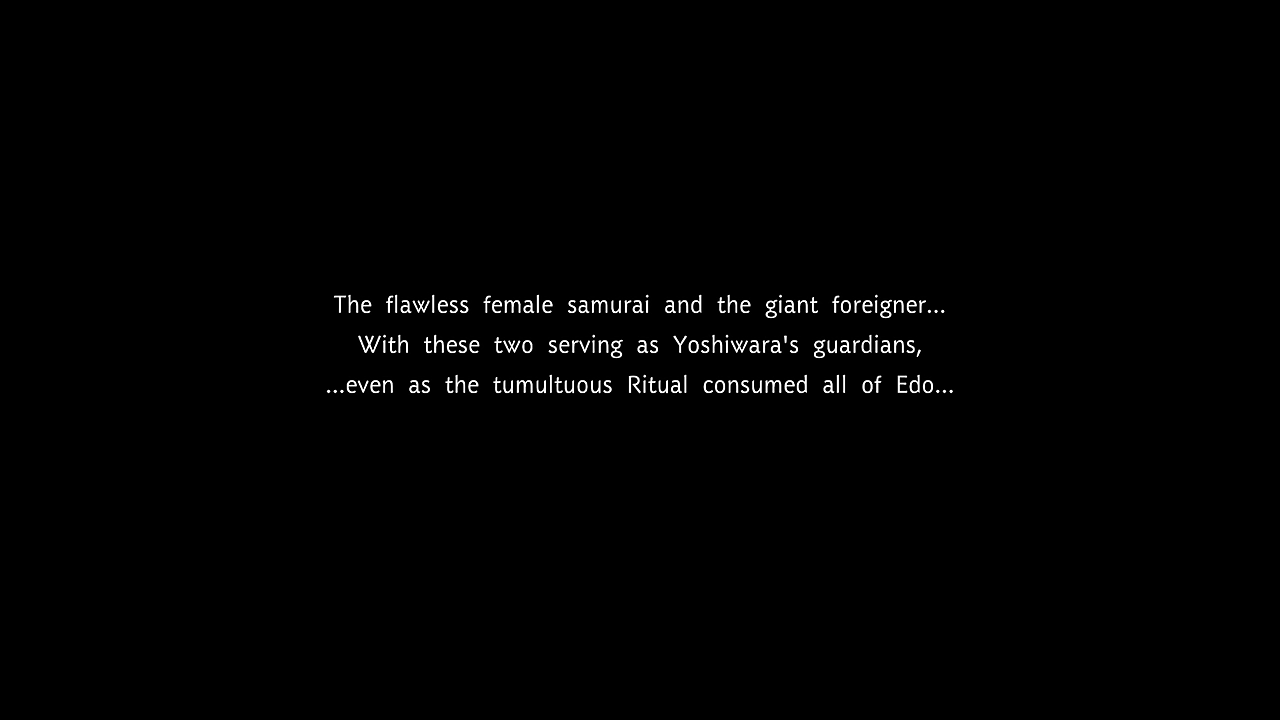 The flawless female samurai and the giant foreigner...
With these two serving as Yoshiwara's guardians,
...even as the tumultuous Ritual consumed all of Edo...